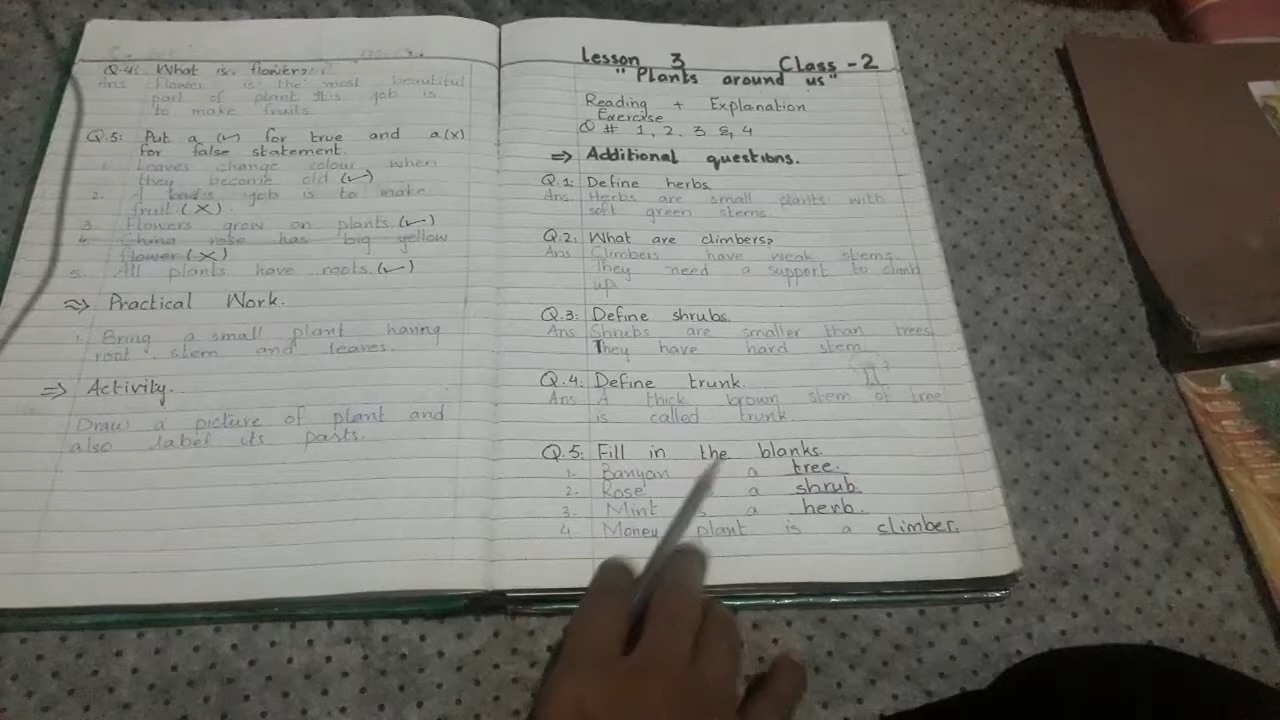 Q.4: What is flower?
Ans Flower is the most beautiful
part of plant. It's job is
to make fruits.
Q.5: Put a (✓) for true and a(x)
for false statement.
1. Leaves change colour when
they become old (✓)
2. A job is to make
fruit. (X)
3. Flowers grow on plants. (✓)
4. China rose has big yellow
flower (X)
5. All plants have roots. (✓)
⇒ Practical Work.
1. Bring a small plant having
root stem and leaves.
⇒ Activity.
Draw a picture of plant and
also label its parts.
Lesson 3 Class - 2
"Plants around us"
Reading + Explanation
Exercise
Q # 1, 2, 3 & 4
⇒ Additional questions.
Q.1: Define herbs.
Ans. Herbs are small plants with
soft green stems.
Q.2: What are climbers?
Ans Climbers have weak stems.
They need a support to climb
up.
Q.3: Define shrubs.
Ans Shrubs are smaller than trees.
They have hard stem.
Q.4: Define trunk.
Ans A thick brown stem of tree
is called trunk
Q.5: Fill in the blanks.
1. Banyan a tree.
2. Rose a shrub.
3. Mint is a herb.
4. Money plant is a climber.